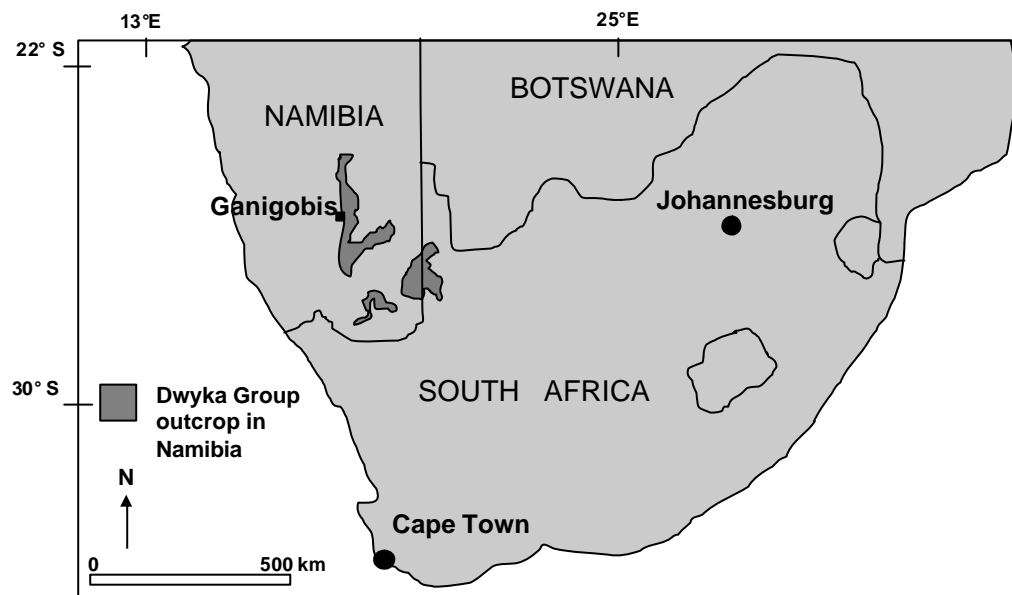 13°E
25°E
22° S
BOTSWANA
NAMIBIA
Ganigobis
Johannesburg
30° S
SOUTH AFRICA
Dwyka Group
outcrop in
Namibia
N
Cape Town
0
500 km